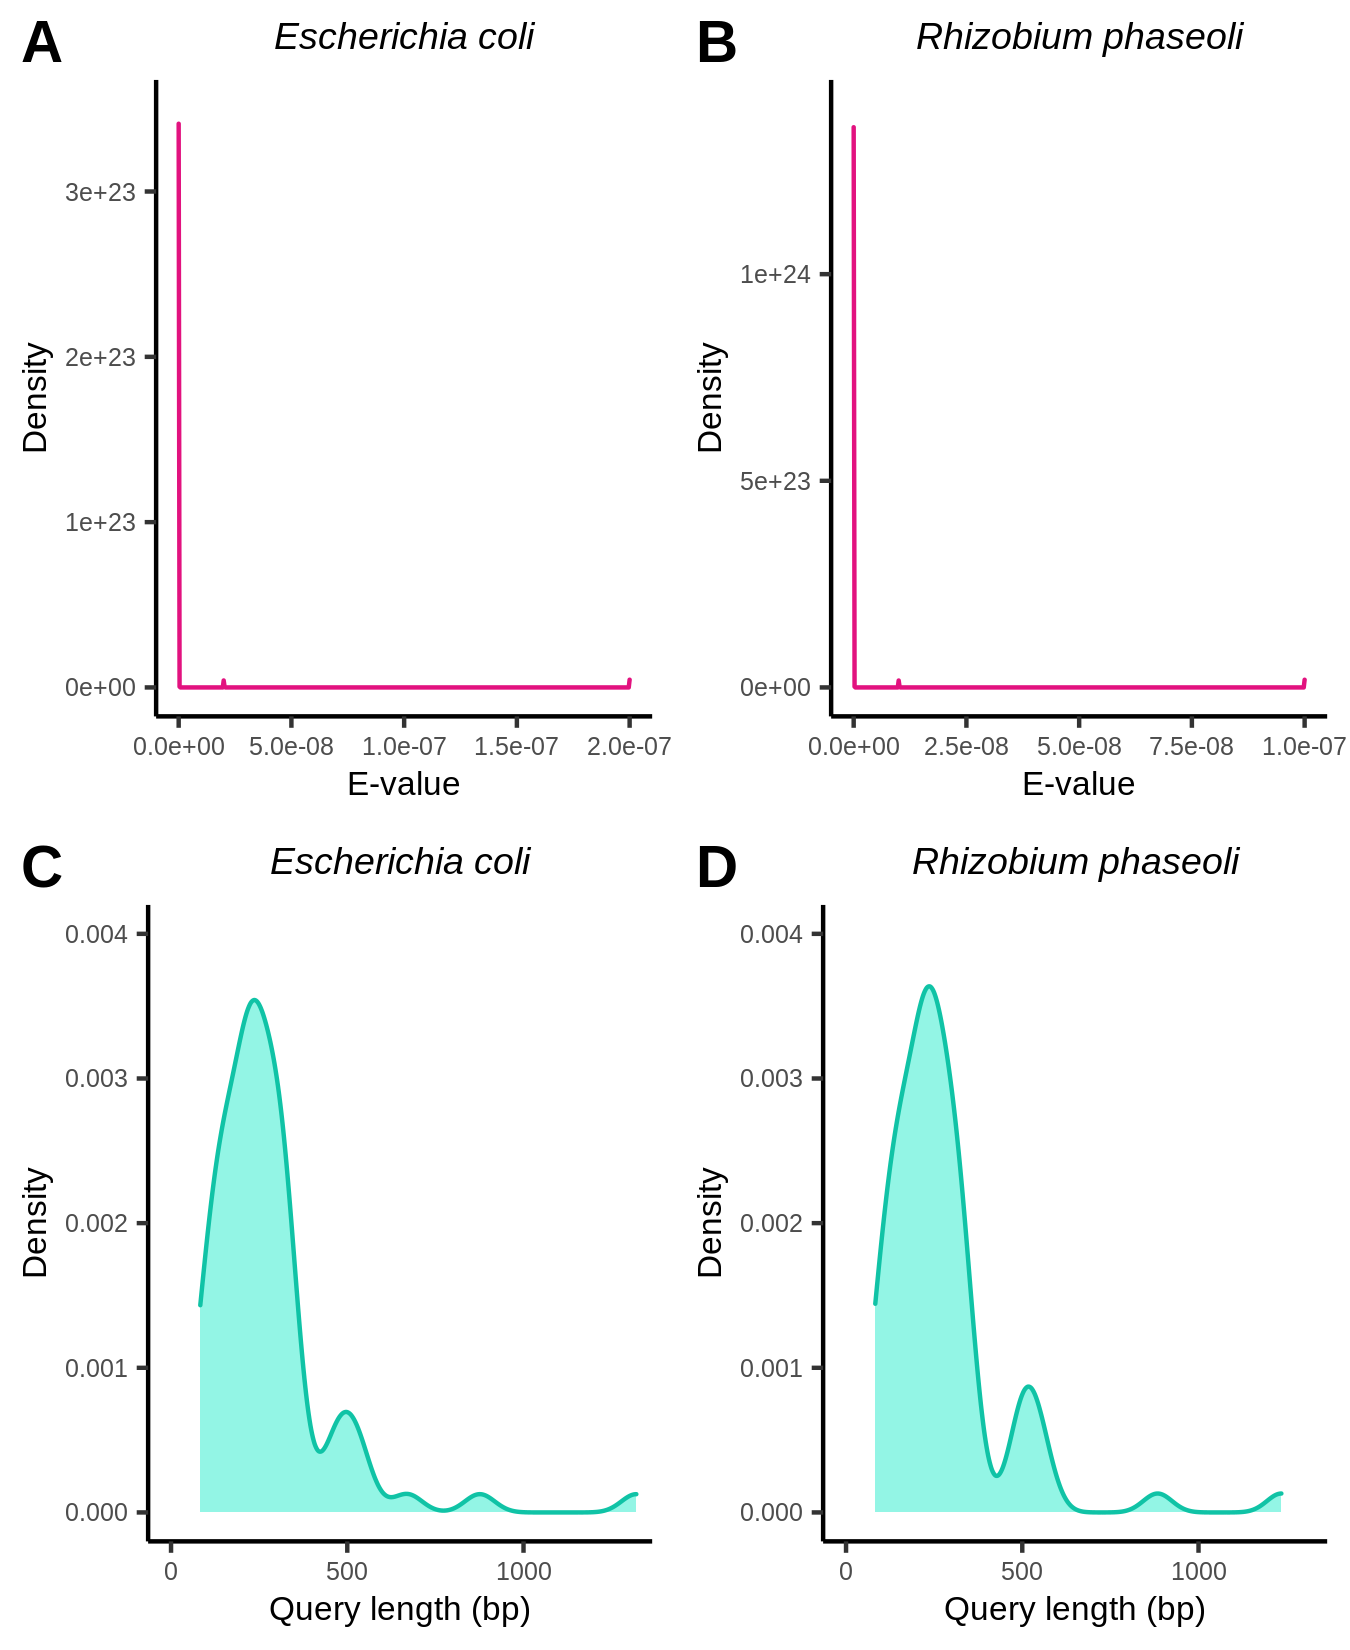 A Escherichia coli
Density
3e+23
2e+23
1e+23
0e+00
0.0e+00 5.0e-08 1.0e-07 1.5e-07 2.0e-07
E-value
B Rhizobium phaseoli
Density
1e+24
5e+23
0e+00
0.0e+00 2.5e-08 5.0e-08 7.5e-08 1.0e-07
E-value
C Escherichia coli
Density
0.004
0.003
0.002
0.001
0.000
0 500 1000
Query length (bp)
D Rhizobium phaseoli
Density
0.004
0.003
0.002
0.001
0.000
0 500 1000
Query length (bp)